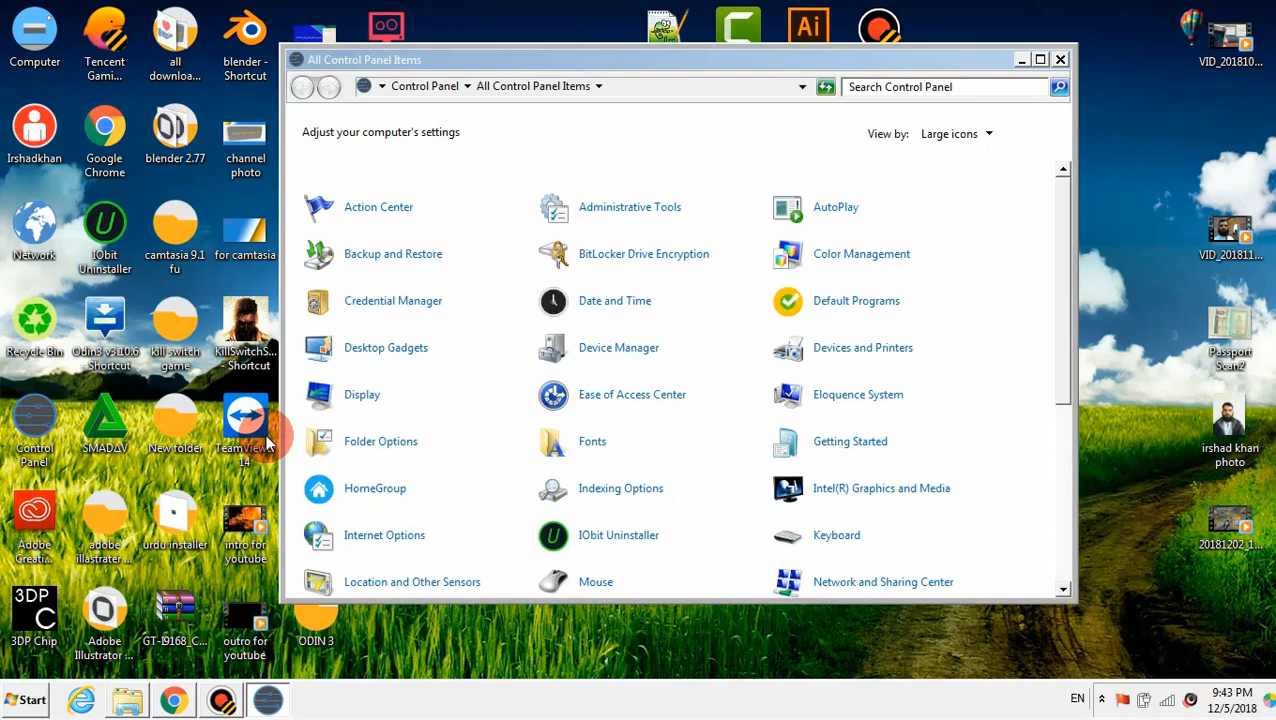 Computer
Tencent
Gami...
all
downloa...
blender -
Shortcut
Irshadkhan
Google
Chrome
blender 2.77
channel
photo
Network
IObit
Uninstaller
camtasia 9.1
fu
for camtasia
Recycle Bin
Odin3 v3.10.6
- Shortcut
kill switch
game
KillSwitchS...
- Shortcut
Control
Panel
SMADΔV
New folder
TeamViewer
14
Adobe
Creati...
adobe
illustrater ...
urdu installer
intro for
youtube
3DP
C
3DP Chip
Adobe
Illustrator ...
GT-I9168_C...
outro for
youtube
ODIN 3
Ai
All Control Panel Items
Control Panel
All Control Panel Items
Search Control Panel
Adjust your computer's settings
View by: Large icons
Action Center
Administrative Tools
AutoPlay
Backup and Restore
BitLocker Drive Encryption
Color Management
Credential Manager
Date and Time
Default Programs
Desktop Gadgets
Device Manager
Devices and Printers
Display
Ease of Access Center
Eloquence System
Folder Options
Fonts
Getting Started
HomeGroup
Indexing Options
Intel(R) Graphics and Media
Internet Options
IObit Uninstaller
Keyboard
Location and Other Sensors
Mouse
Network and Sharing Center
VID_201810...
VID_201811...
Passport
Scan2
irshad khan
photo
20181202_1...
Start
EN
9:43 PM
12/5/2018